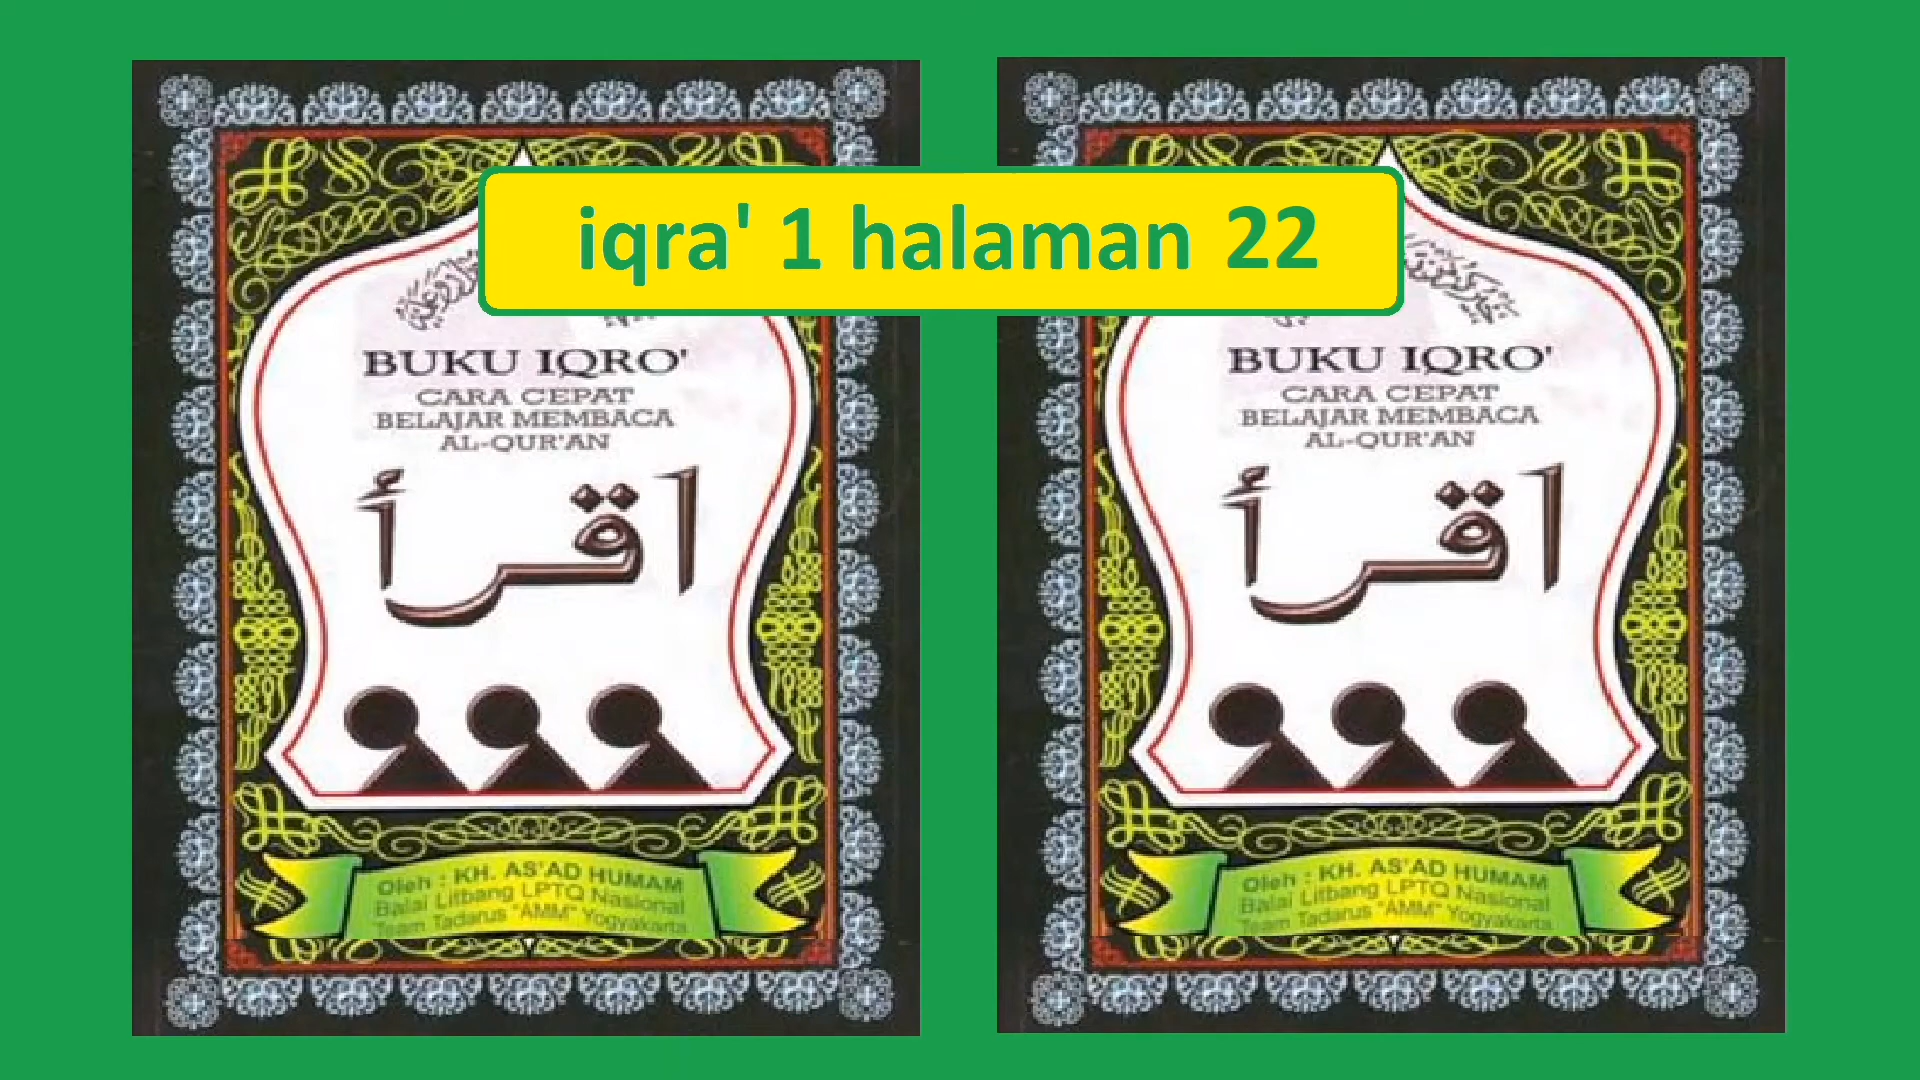 iqra' 1 halaman 22
BUKU IQRO'
CARA CEPAT
BELAJAR MEMBACA
AL-QUR'AN
اقرأ
Oleh : KH. AS'AD HUMAM
Balai Litbang LPTQ Nasional
Team Tadarus "AMM" Yogyakarta
BUKU IQRO'
CARA CEPAT
BELAJAR MEMBACA
AL-QUR'AN
اقرأ
Oleh : KH. AS'AD HUMAM
Balai Litbang LPTQ Nasional
Team Tadarus "AMM" Yogyakarta